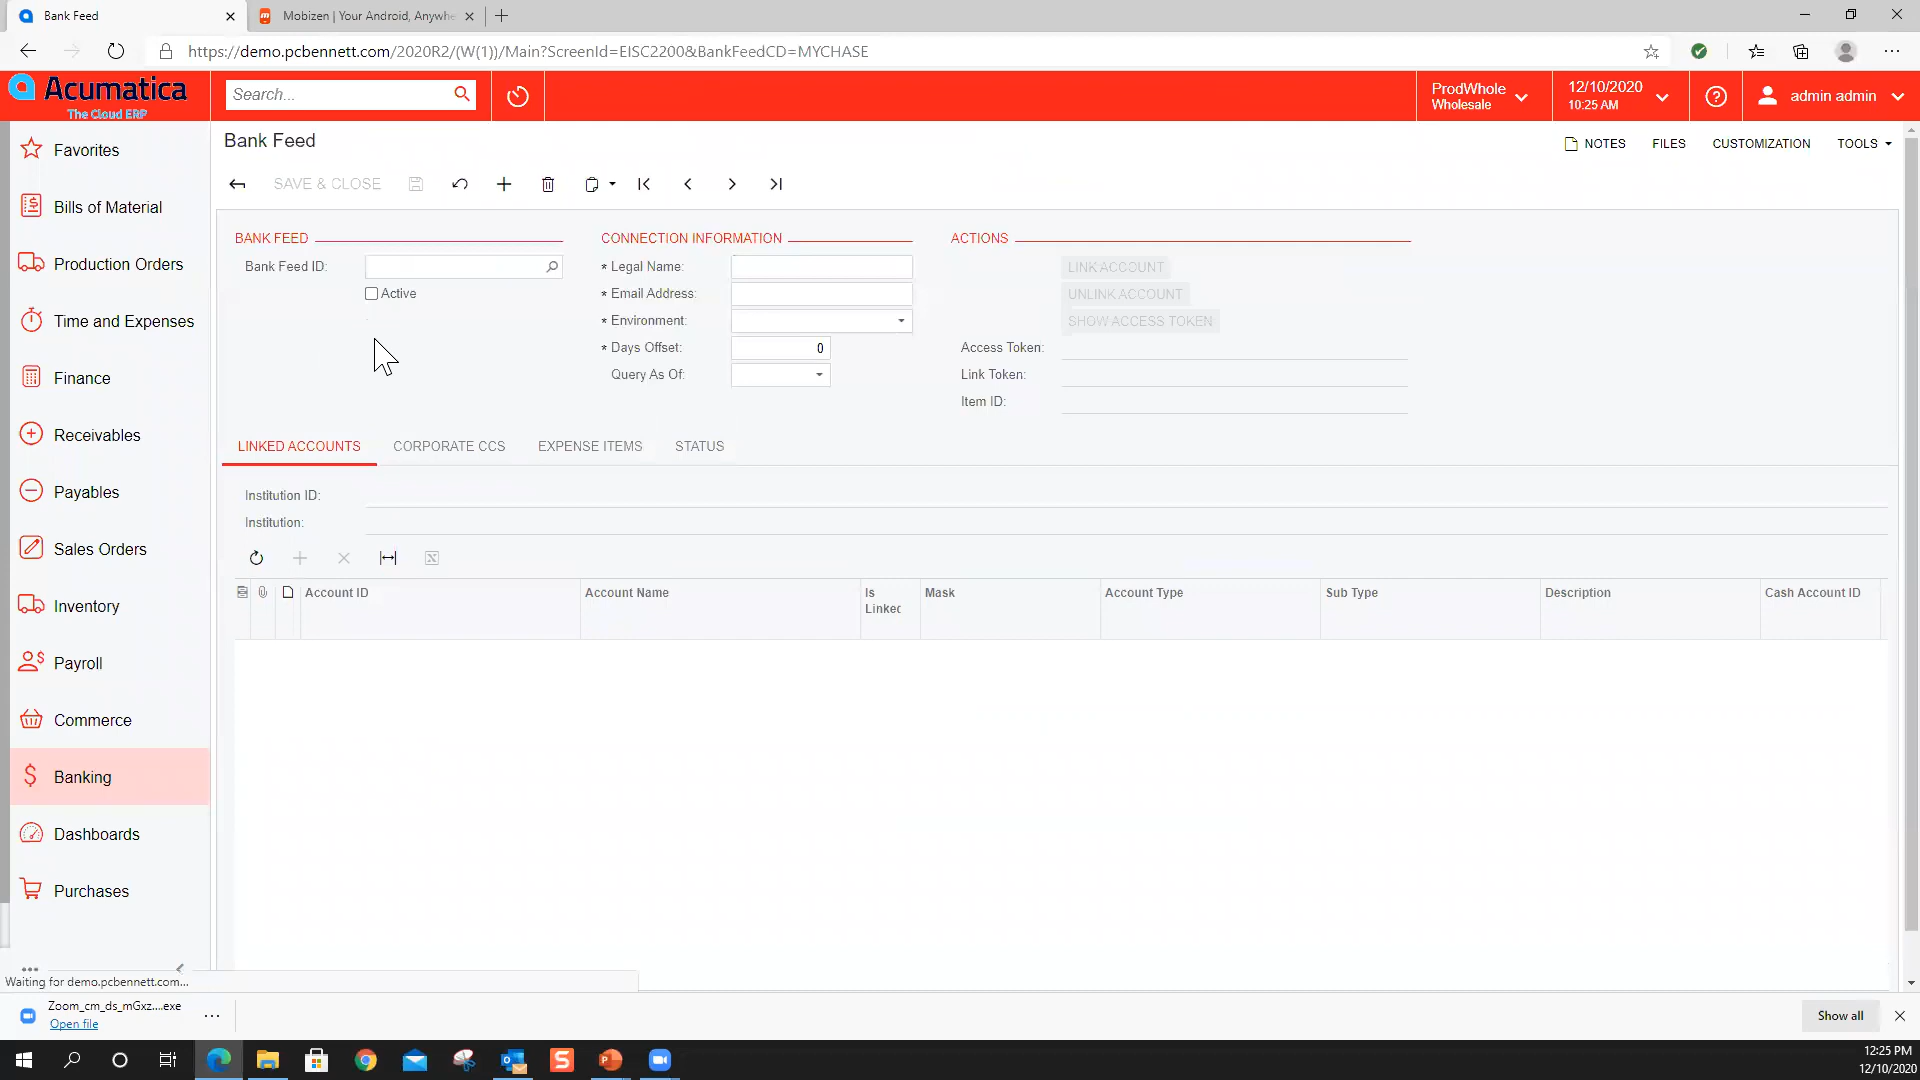 Bank Feed
Mobizen | Your Android, Anywhe
https://demo.pcbennett.com/2020R2/(W(1))/Main?ScreenId=EISC2200&BankFeedCD=MYCHASE
Acumatica
The Cloud ERP
Search...
ProdWhole
Wholesale
12/10/2020
10:25 AM
admin admin
Favorites
Bills of Material
Production Orders
Time and Expenses
Finance
Receivables
Payables
Sales Orders
Inventory
Payroll
Commerce
Banking
Dashboards
Purchases
Bank Feed
NOTES
FILES
CUSTOMIZATION
TOOLS
SAVE & CLOSE
BANK FEED
Bank Feed ID:
Active
CONNECTION INFORMATION
* Legal Name:
* Email Address:
* Environment:
* Days Offset:
0
Query As Of:
ACTIONS
LINK ACCOUNT
UNLINK ACCOUNT
SHOW ACCESS TOKEN
Access Token:
Link Token:
Item ID:
LINKED ACCOUNTS
CORPORATE CCS
EXPENSE ITEMS
STATUS
Institution ID:
Institution:
Account ID
Account Name
Is
Linked
Mask
Account Type
Sub Type
Description
Cash Account ID
Waiting for demo.pcbennett.com...
Zoom_cm_ds_mGxz....exe
Open file
Show all
12:25 PM
12/10/2020